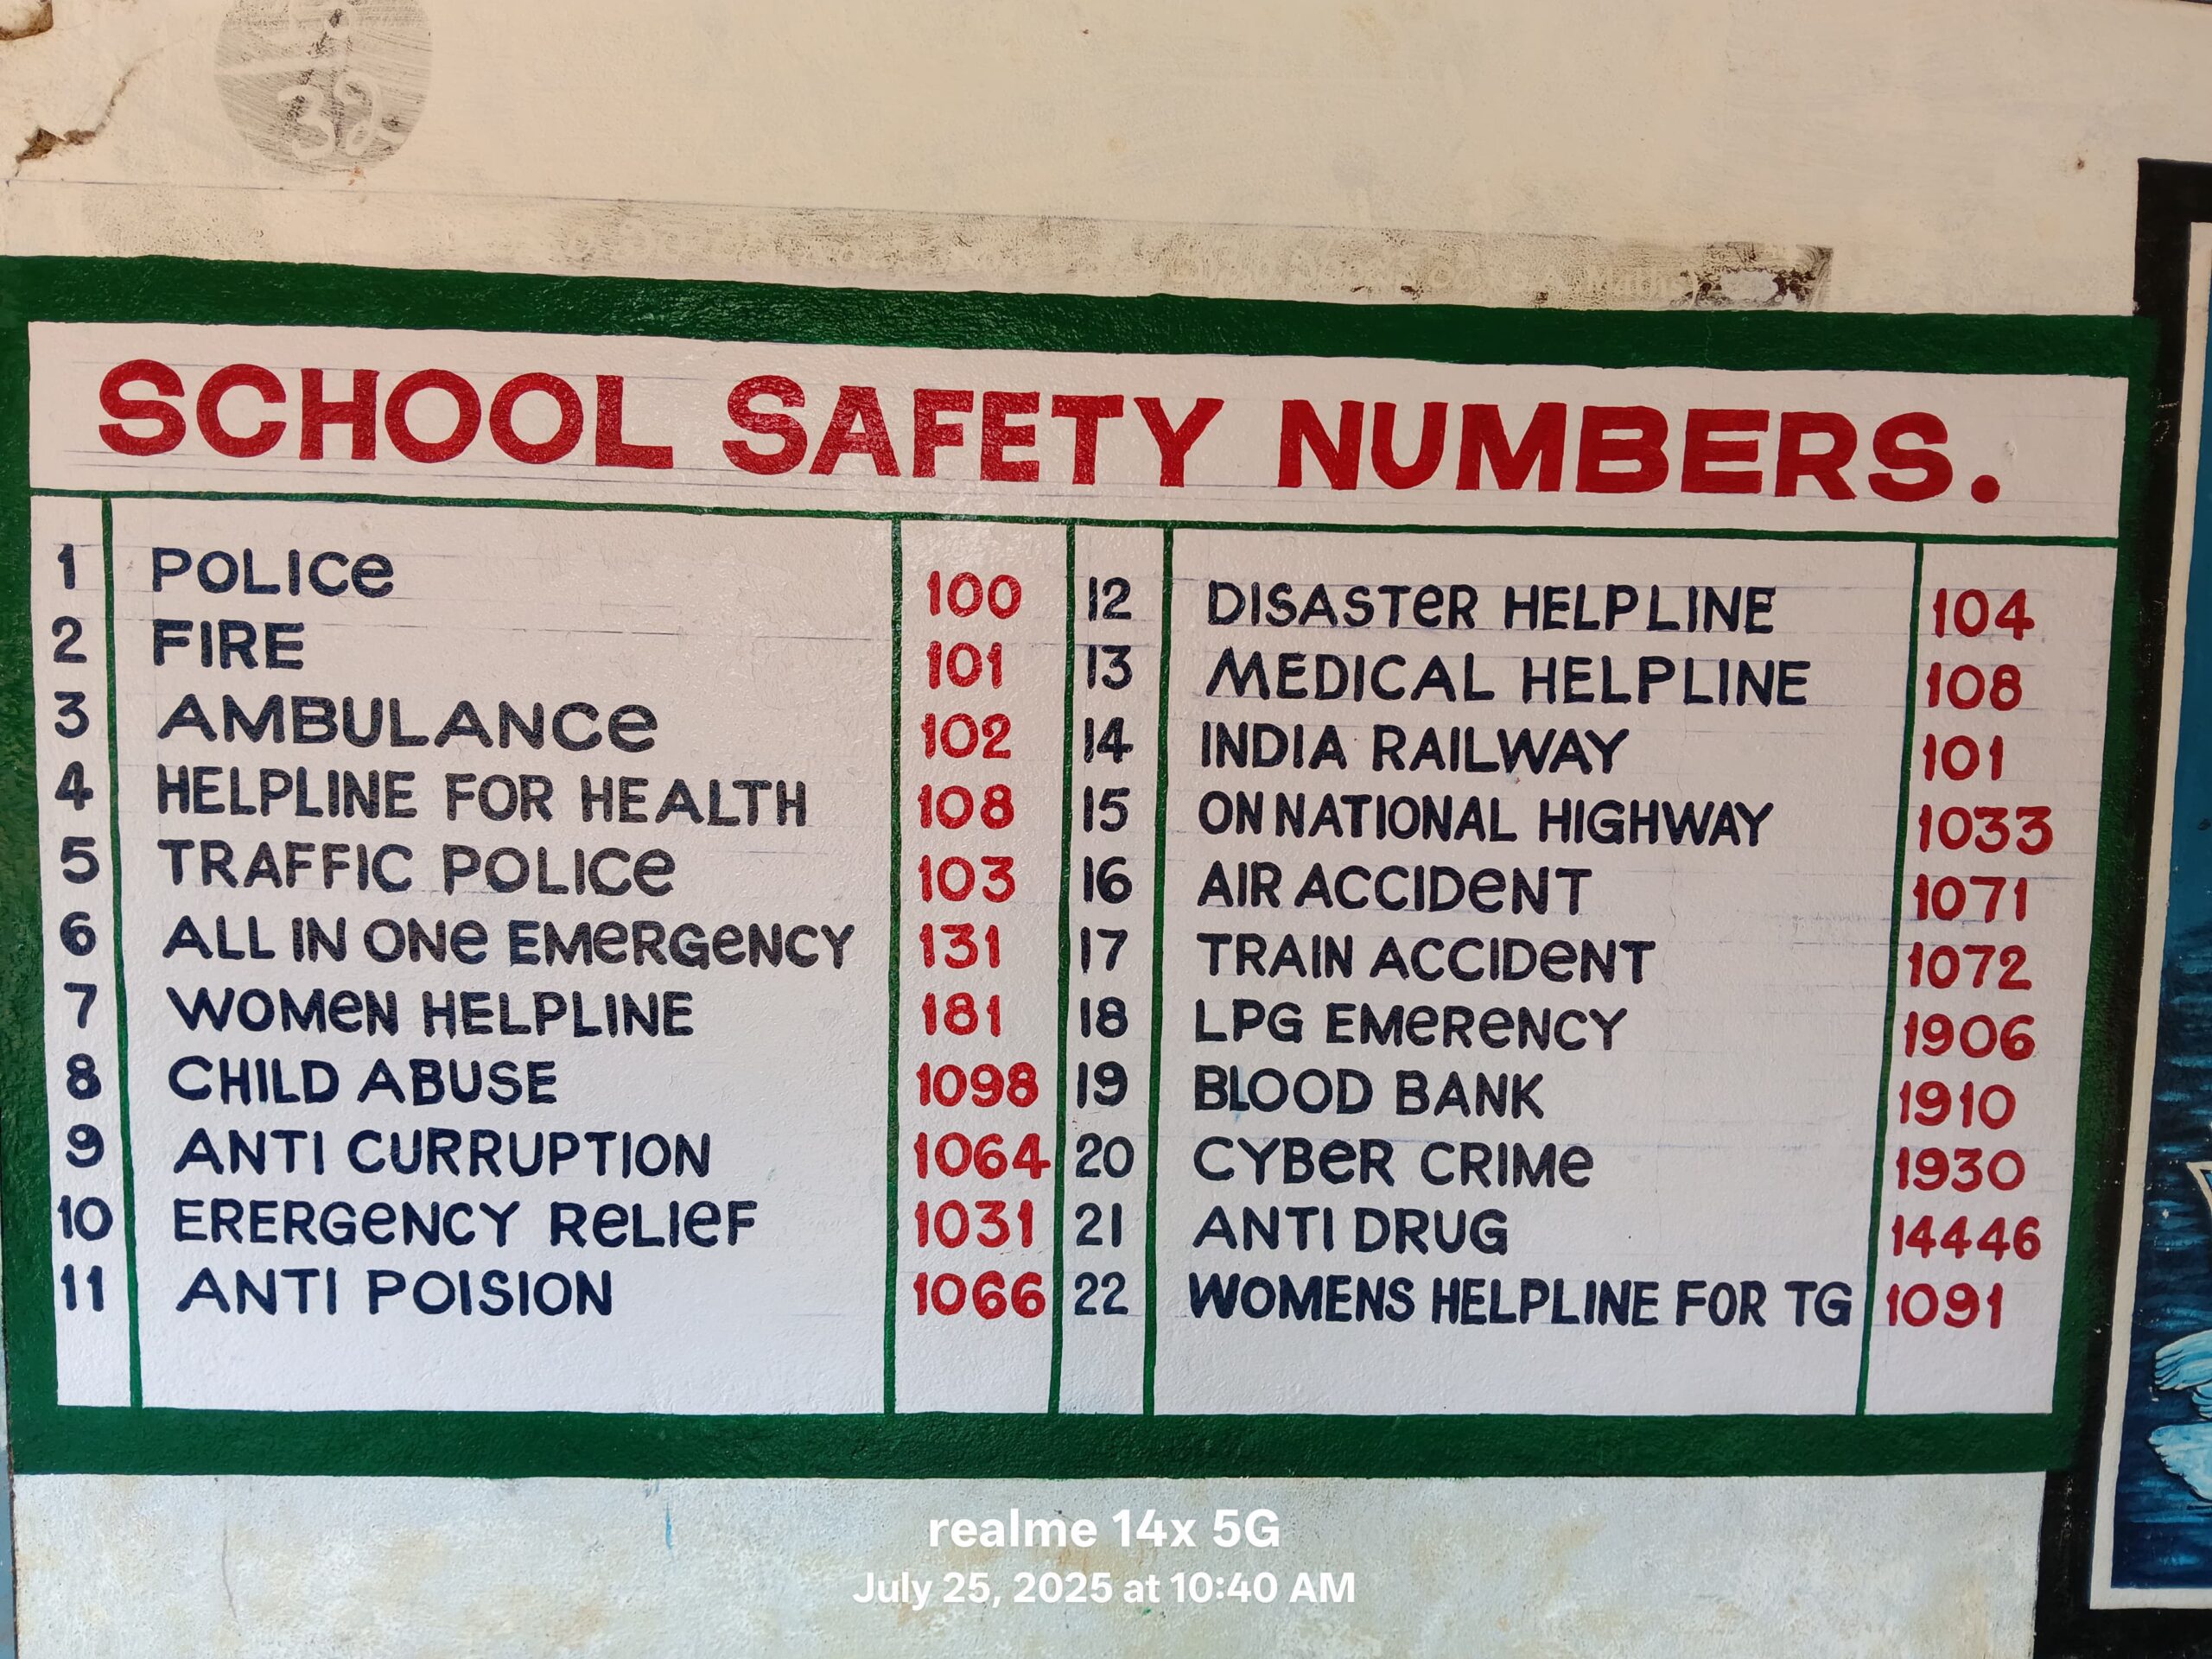 32
SCHOOL SAFETY NUMBERS.
1 POLICe 100
2 FIRE 101
3 AMBULANCe 102
4 HELPLINE FOR HEALTH 108
5 TRAFFIC POLICe 103
6 ALL IN ONe EMeRGeNCY 131
7 WOMeN HELPLINE 181
8 CHILD ABUSE 1098
9 ANTI CURRUPTION 1064
10 ERERGeNCY ReLIeF 1031
11 ANTI POISION 1066
12 DISASTeR HELPLINE 104
13 MEDICAL HELPLINE 108
14 INDIA RAILWAY 101
15 ON NATIONAL HIGHWAY 1033
16 AIR ACCIDeNT 1071
17 TRAIN ACCIDeNT 1072
18 LPG EMeReNCY 1906
19 BLOOD BANK 1910
20 CYBeR CRIMe 1930
21 ANTI DRUG 14446
22 WOMENS HELPLINE FOR TG 1091
realme 14x 5G
July 25, 2025 at 10:40 AM